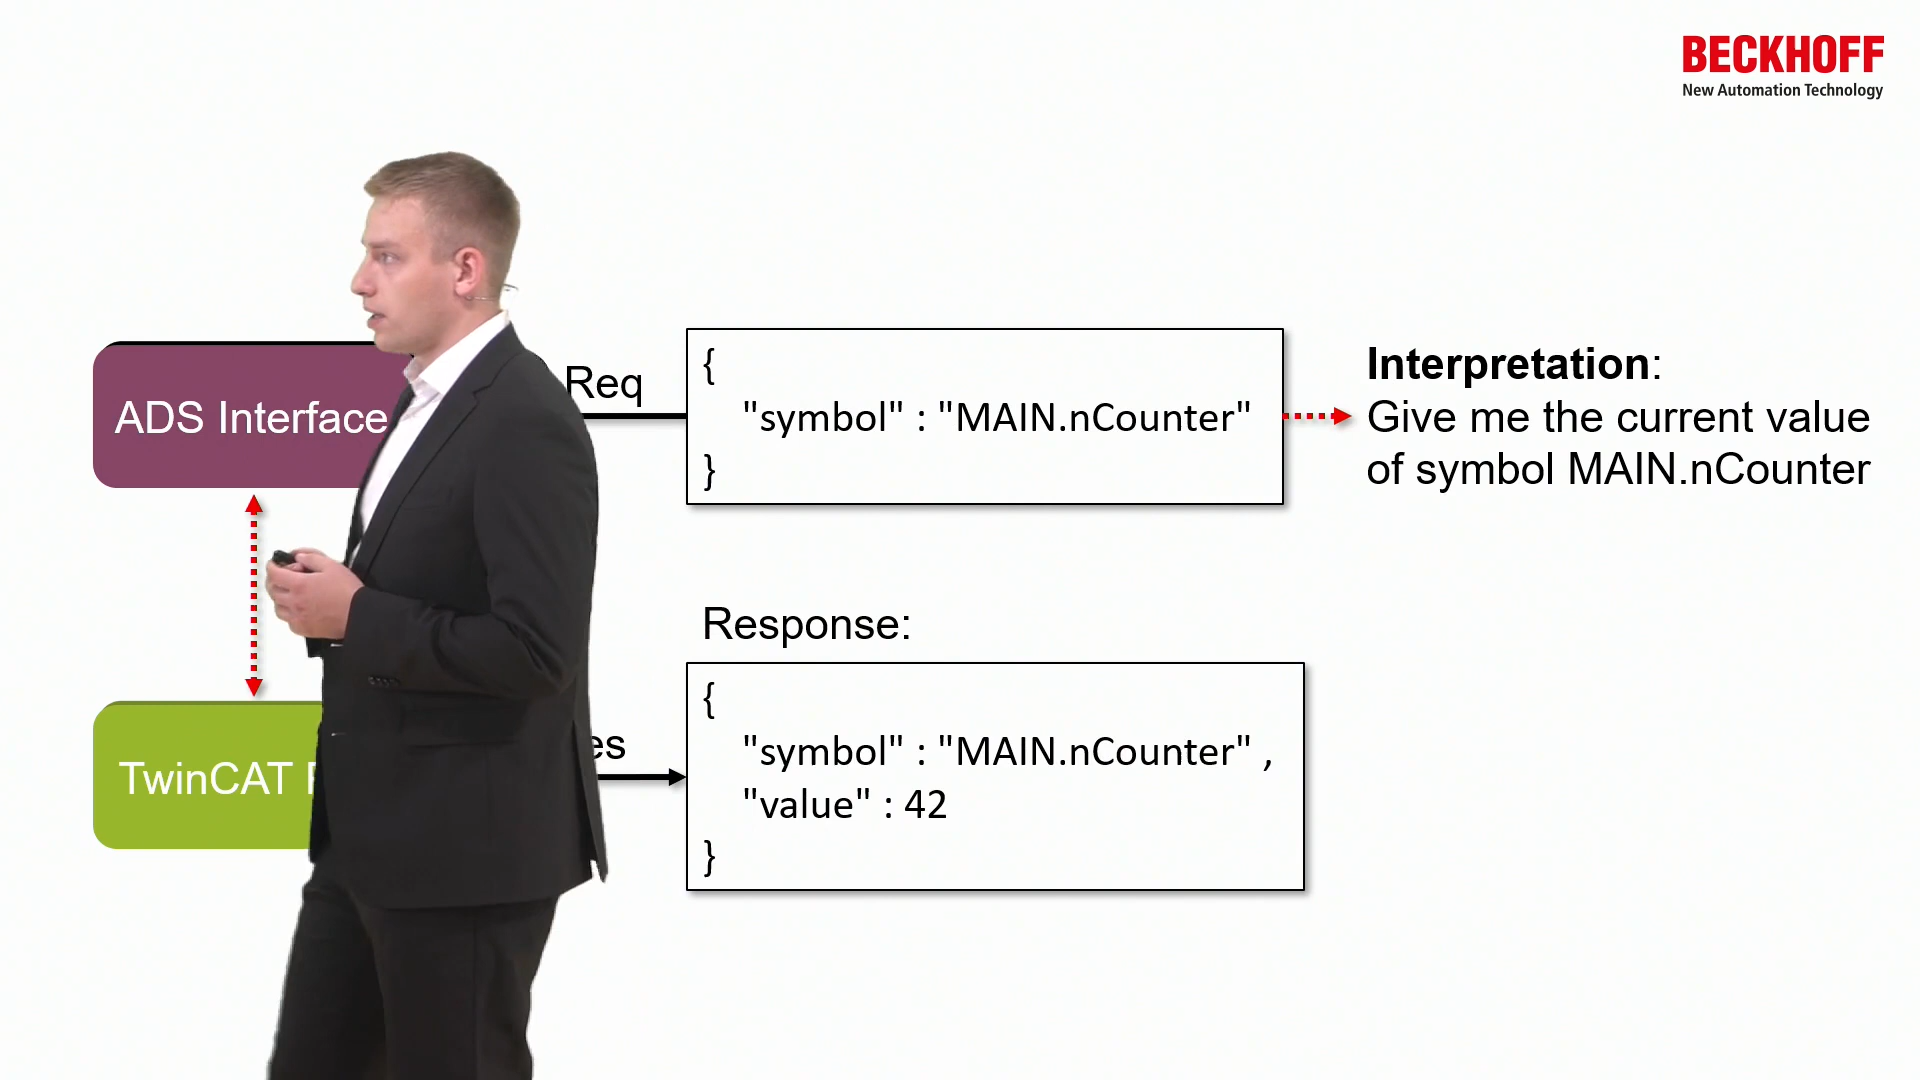 BECKHOFF
New Automation Technology
ADS Interface
Req
{
"symbol" : "MAIN.nCounter"
}
Interpretation:
Give me the current value
of symbol MAIN.nCounter
Response:
TwinCAT
{
"symbol" : "MAIN.nCounter" ,
"value" : 42
}